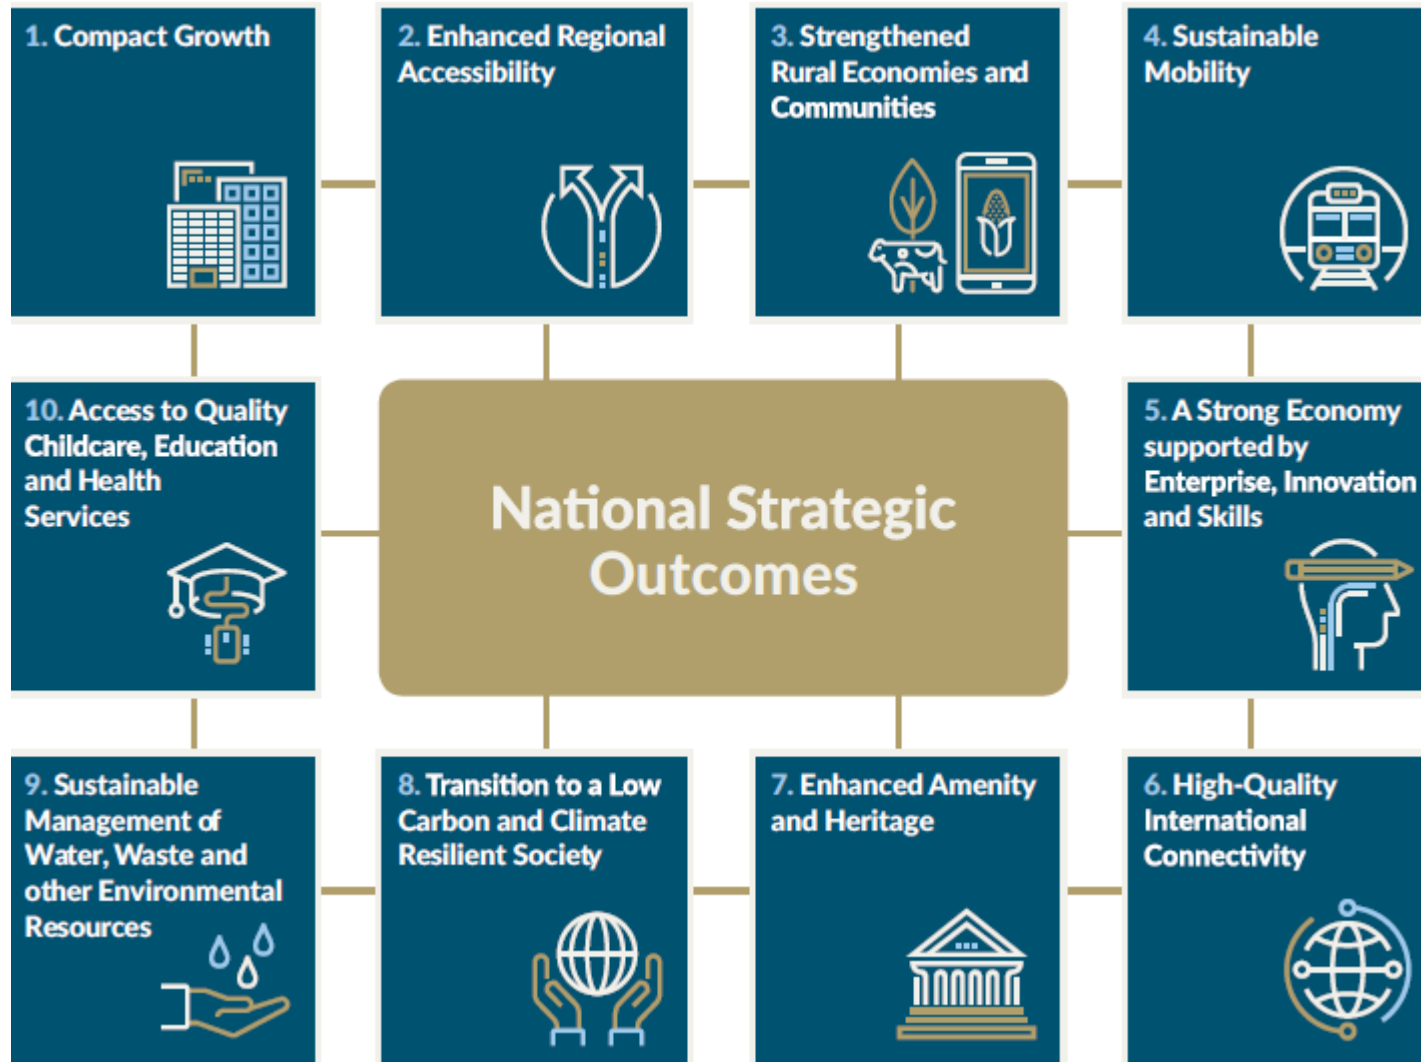 1. Compact Growth
2. Enhanced Regional
Accessibility
3. Strengthened
Rural Economies and
Communities
4. Sustainable
Mobility
10. Access to Quality
Childcare, Education
and Health
Services
National Strategic
Outcomes
5. A Strong Economy
supported by
Enterprise, Innovation
and Skills
9. Sustainable
Management of
Water, Waste and
other Environmental
Resources
8. Transition to a Low
Carbon and Climate
Resilient Society
7. Enhanced Amenity
and Heritage
6. High-Quality
International
Connectivity